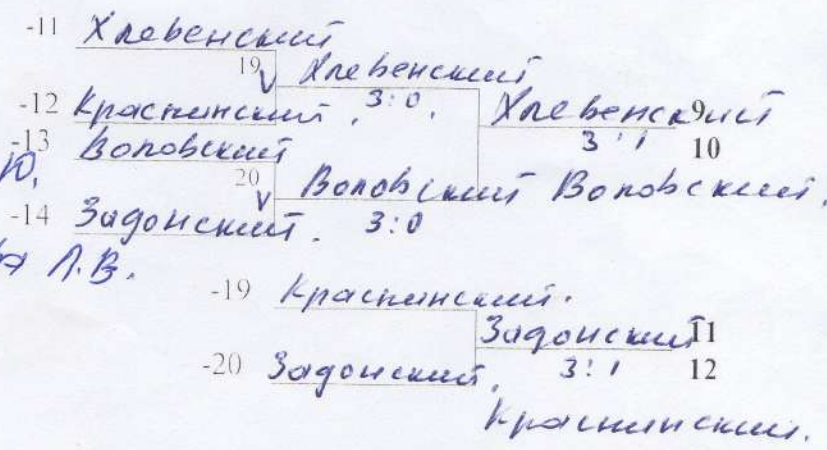 -11 Хлевенский
19 V Хлевенский
-12 Краснинский. 3:0. Хлевенский 9
-13 Воловский 3:1 10
Ю,
20 V Воловский Воловский.
-14 Задонский. 3:0
Л.В.
-19 Краснинский.
Задонский 11
-20 Задонский. 3:1 12
Краснинский.